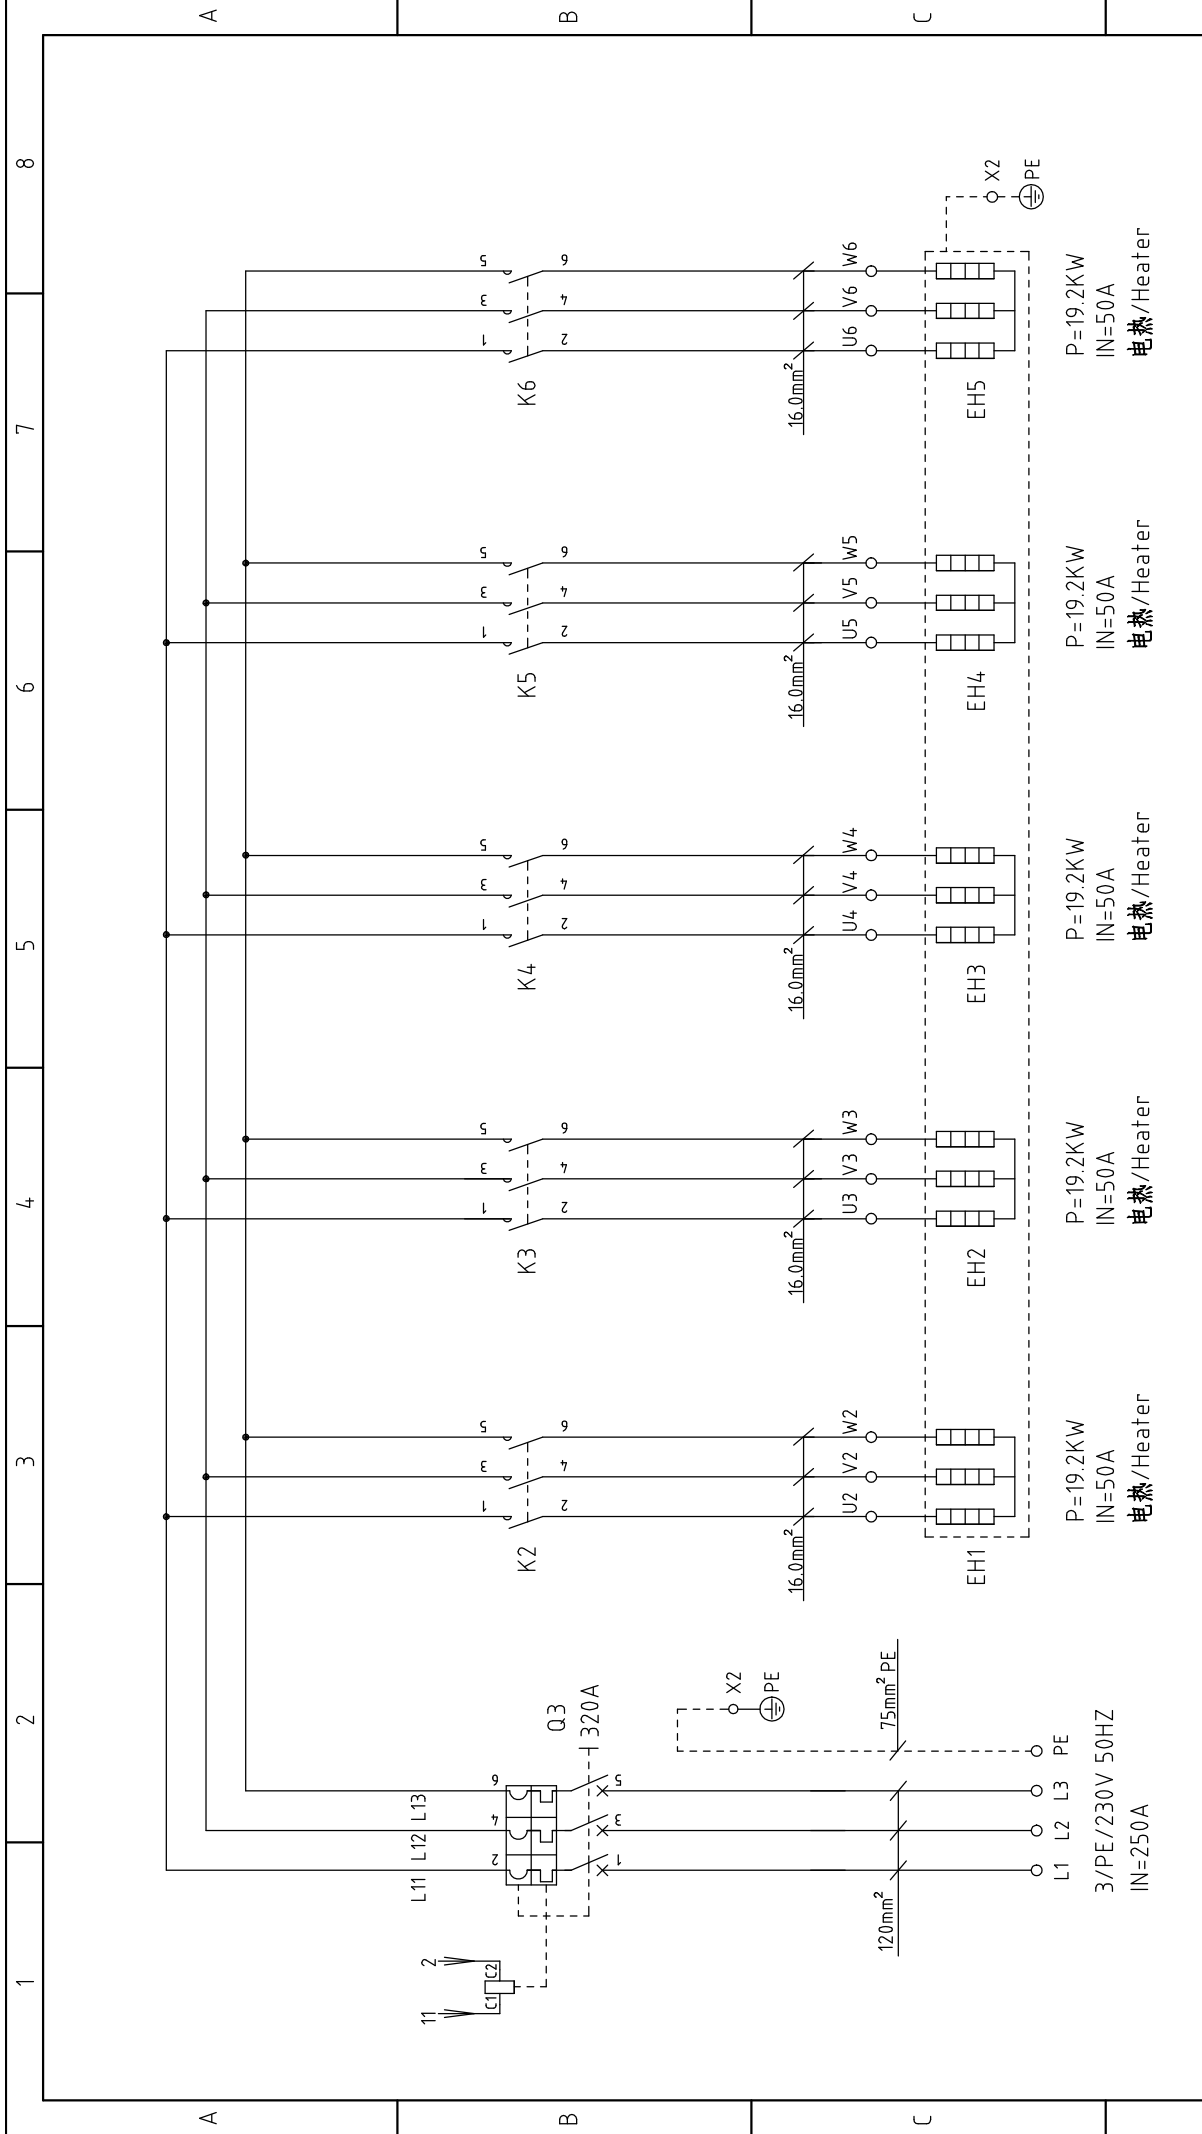 1 2 3 4 5 6 7 8
A
A
B
B
C
C
11
2
C1
C2
L11
L12
L13
2
4
6
Q3
320A
1
3
5
X2
PE
120mm²
75mm² PE
L1
L2
L3
PE
3/PE/230V 50HZ
IN=250A
1
3
5
K2
2
4
6
16.0mm²
U2
V2
W2
EH1
P=19.2KW
IN=50A
电热/Heater
1
3
5
K3
2
4
6
16.0mm²
U3
V3
W3
EH2
P=19.2KW
IN=50A
电热/Heater
1
3
5
K4
2
4
6
16.0mm²
U4
V4
W4
EH3
P=19.2KW
IN=50A
电热/Heater
1
3
5
K5
2
4
6
16.0mm²
U5
V5
W5
EH4
P=19.2KW
IN=50A
电热/Heater
1
3
5
K6
2
4
6
16.0mm²
U6
V6
W6
EH5
X2
PE
P=19.2KW
IN=50A
电热/Heater